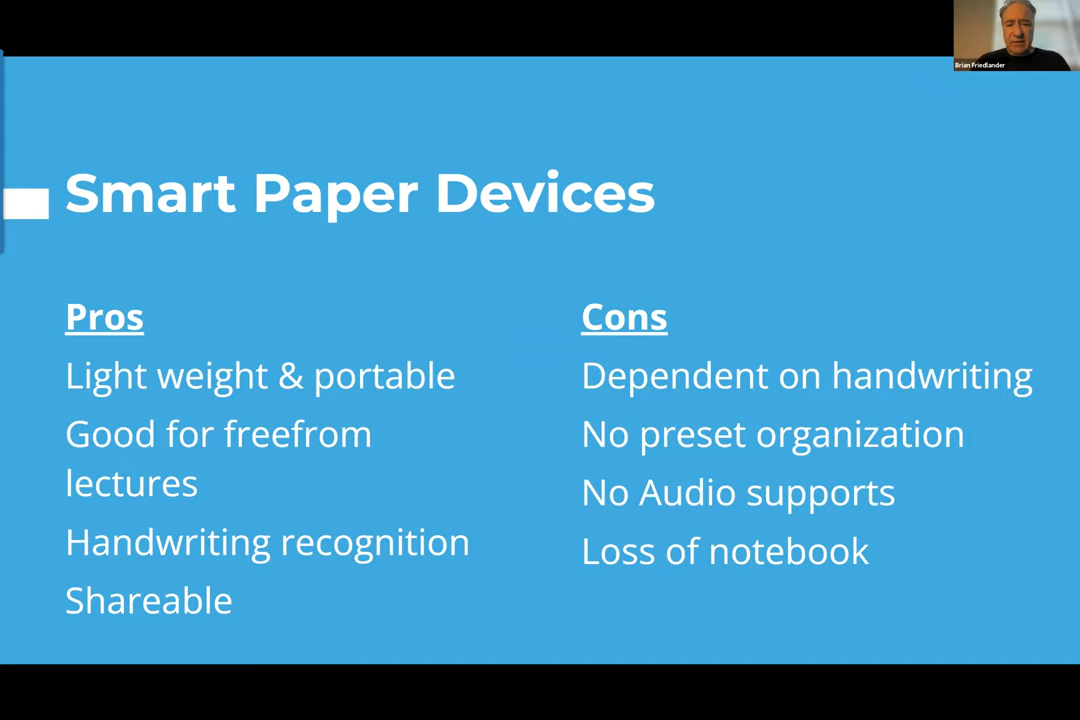 Brian Friedlander
Smart Paper Devices
Pros
Light weight & portable
Good for freefrom
lectures
Handwriting recognition
Shareable
Cons
Dependent on handwriting
No preset organization
No Audio supports
Loss of notebook